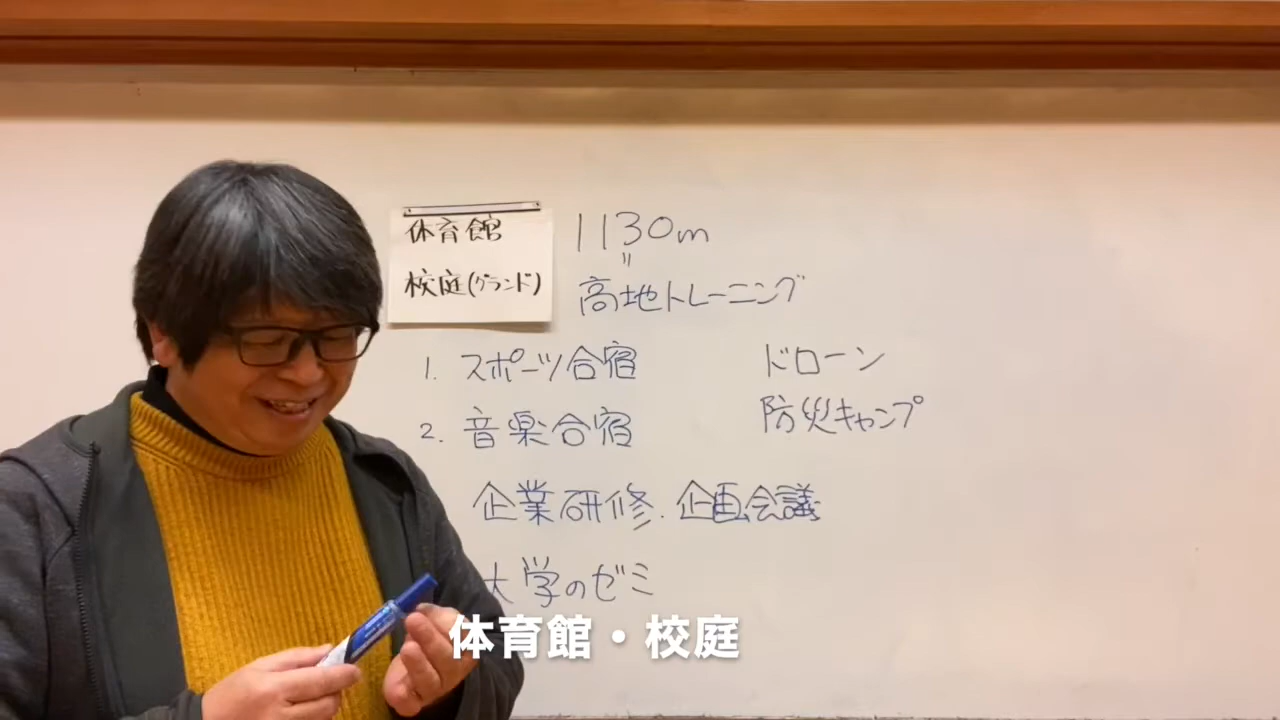 体育館
校庭(グランド)
1130m
〃
高地トレーニング
1. スポーツ合宿
2. 音楽合宿
企業研修.企画会議
大学のゼミ
ドローン
防災キャンプ
体育館・校庭